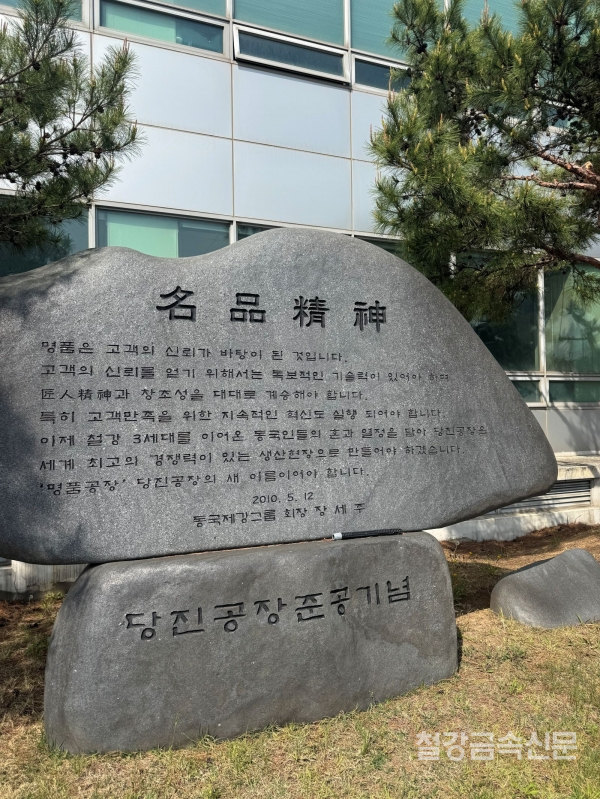 名品精神
명품은 고객의 신뢰가 바탕이 된 것입니다.
고객의 신뢰를 얻기 위해서는 독보적인 기술력이 있어야 하며
匠人精神과 창조성을 대대로 계승해야 합니다.
특히 고객만족을 위한 지속적인 혁신도 실행 되어야 합니다.
이제 철강 3세대를 이어온 동국인들의 혼과 열정을 담아 당진공장은
세계 최고의 경쟁력이 있는 생산현장으로 만들어야 하겠습니다.
'명품공장' 당진공장의 새 이름이어야 합니다.
2010. 5. 12
동국제강그룹 회장 장세주
당진공장준공기념
철강금속신문